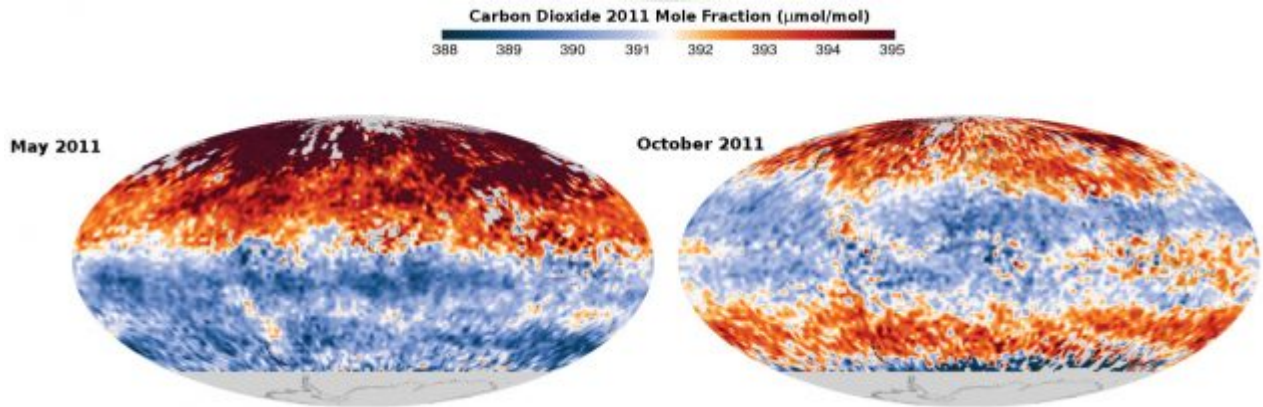 Carbon Dioxide 2011 Mole Fraction (μmol/mol)
388 389 390 391 392 393 394 395
May 2011
October 2011